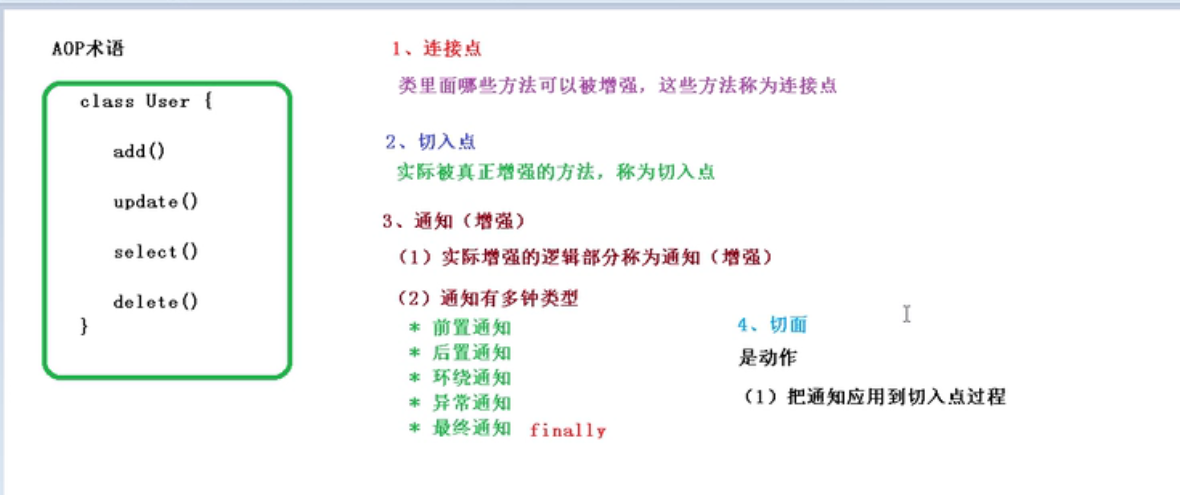 AOP术语
class User {
add()
update()
select()
delete()
}
1、连接点
类里面哪些方法可以被增强，这些方法称为连接点
2、切入点
实际被真正增强的方法，称为切入点
3、通知（增强）
（1）实际增强的逻辑部分称为通知（增强）
（2）通知有多钟类型
* 前置通知
* 后置通知
* 环绕通知
* 异常通知
* 最终通知 finally
4、切面
是动作
（1）把通知应用到切入点过程